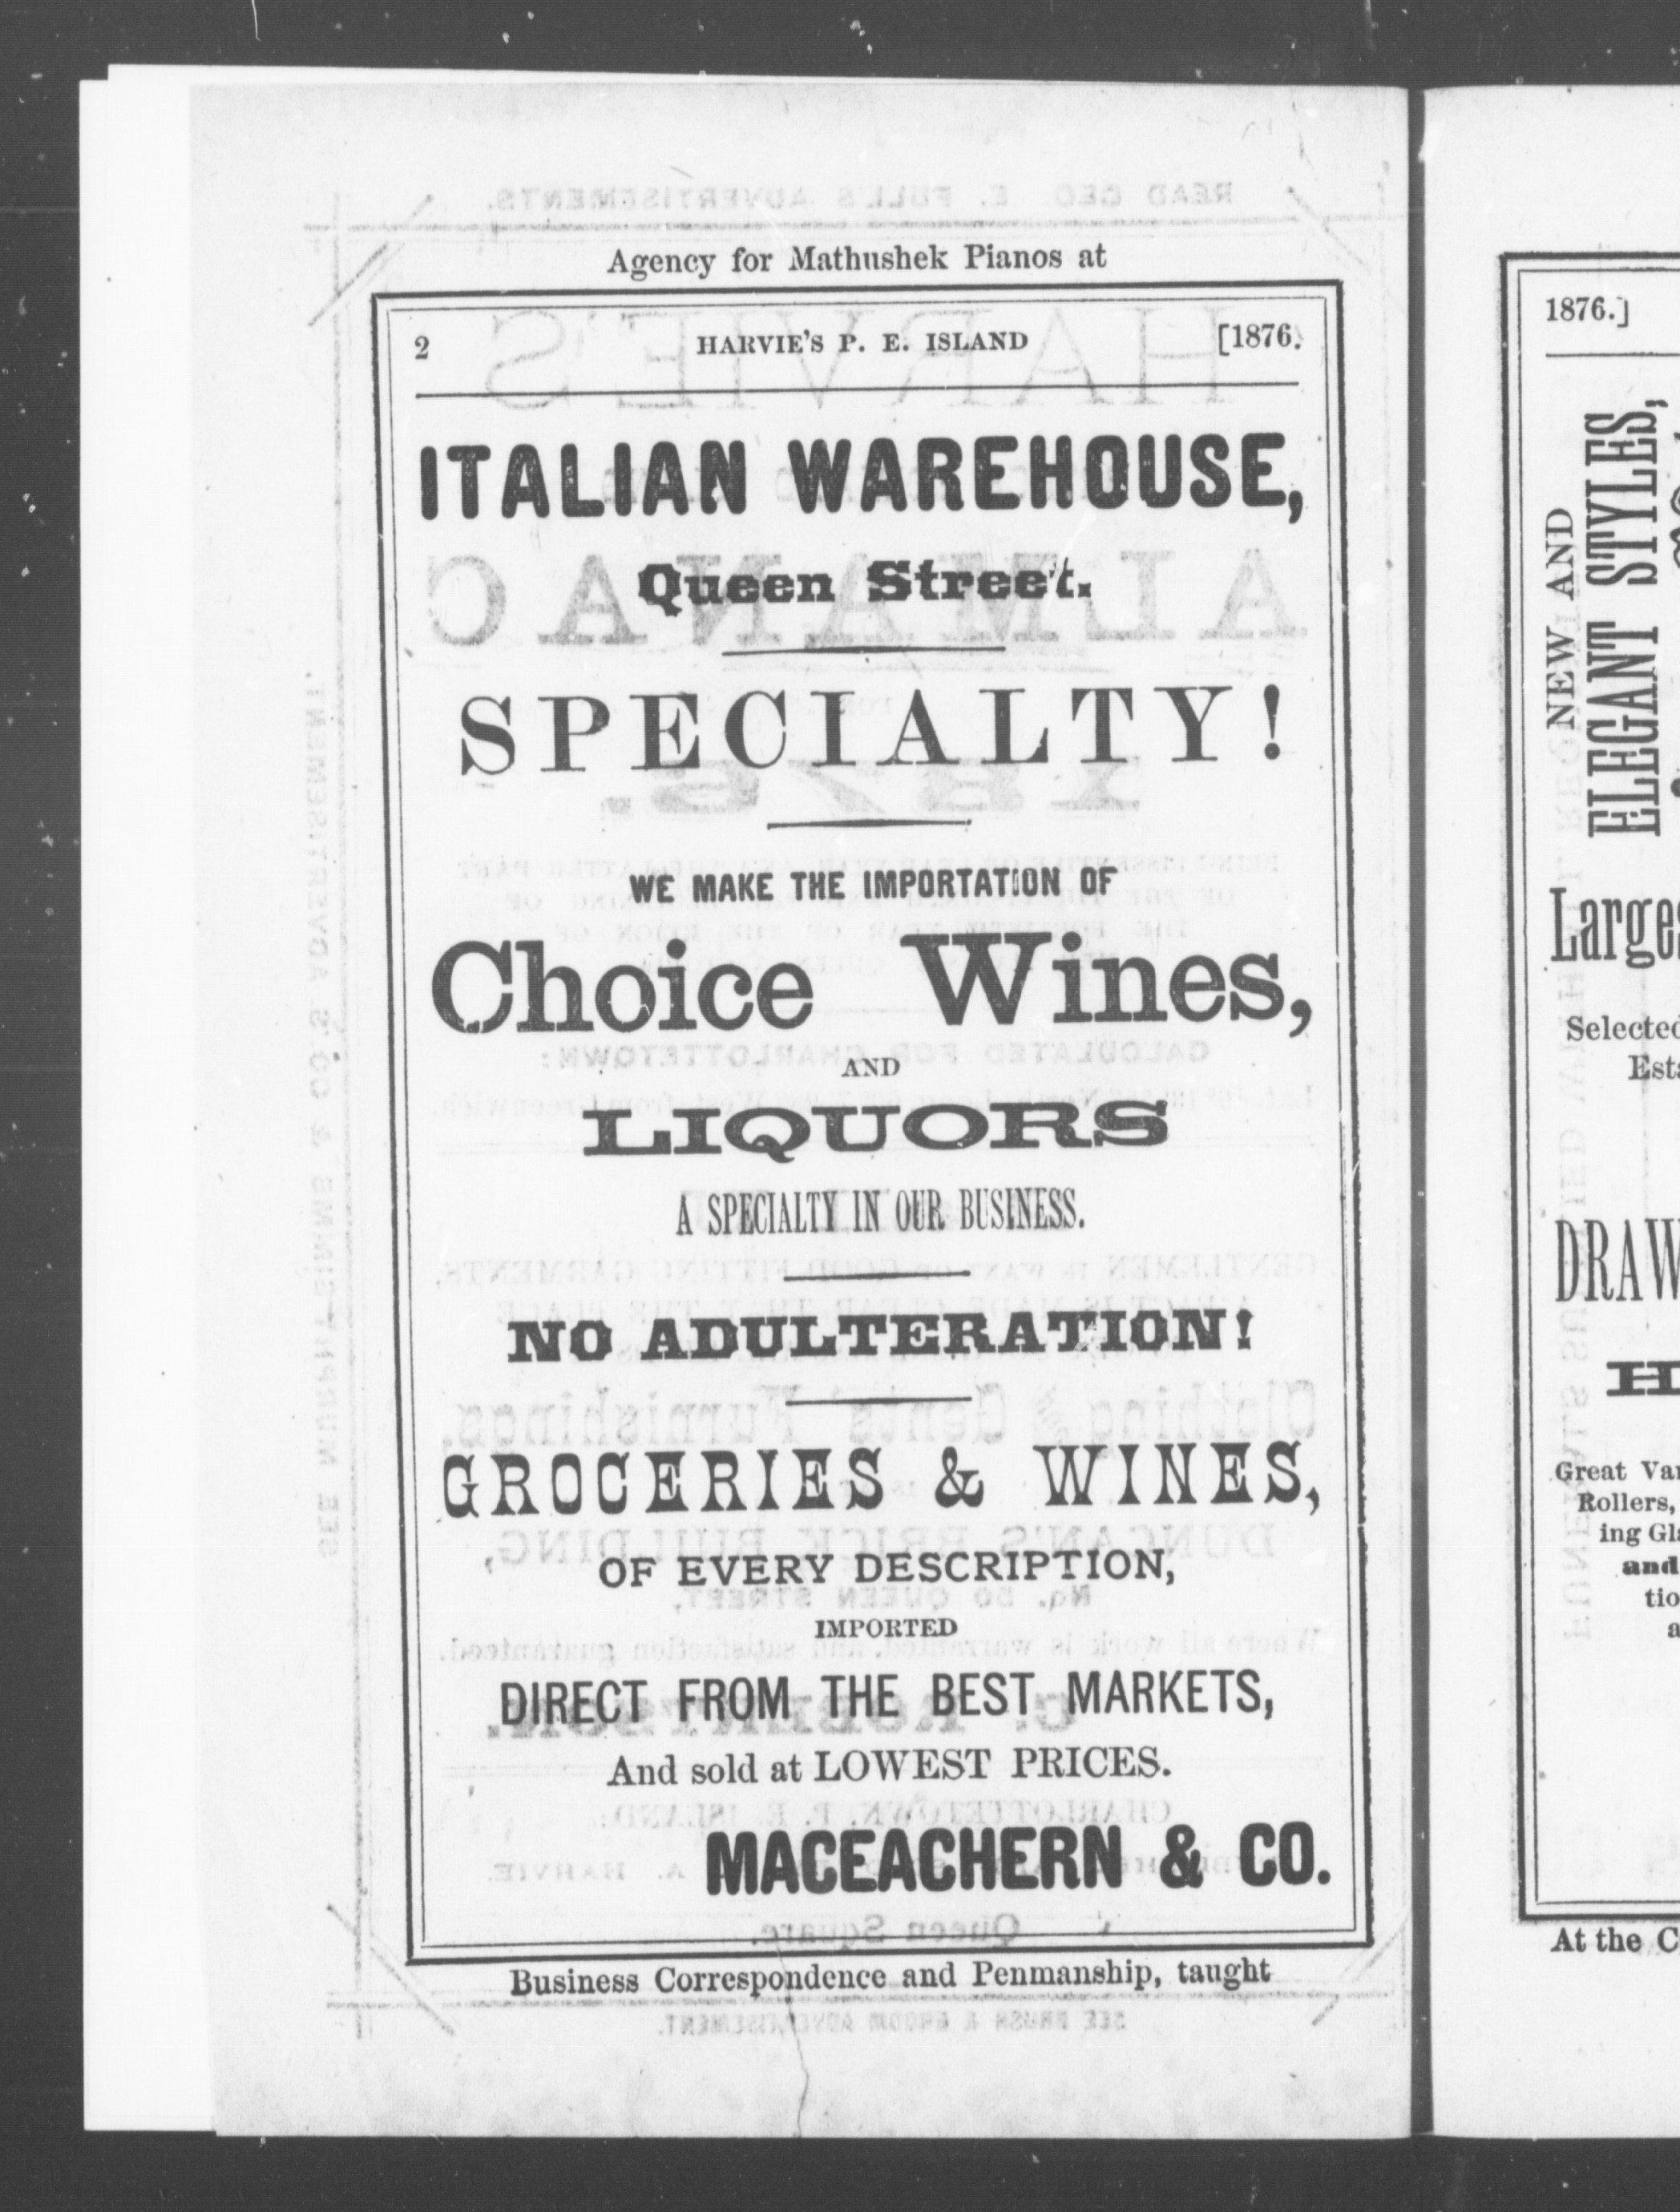 Agency for Mathushek Pianos at
2 HARVIE'S P. E. ISLAND [1876.
ITALIAN WAREHOUSE,
Queen Street.
SPECIALTY!
WE MAKE THE IMPORTATION OF
Choice Wines,
AND
LIQUORS
A SPECIALTY IN OUR BUSINESS.
NO ADULTERATION!
GROCERIES & WINES,
OF EVERY DESCRIPTION,
IMPORTED
DIRECT FROM THE BEST MARKETS,
And sold at LOWEST PRICES.
MACEACHERN & CO.
Business Correspondence and Penmanship, taught
1876.]
NEW AND
ELEGANT STYLES,
Selected
DRAW
Great
Rollers,
ing
and
At the C